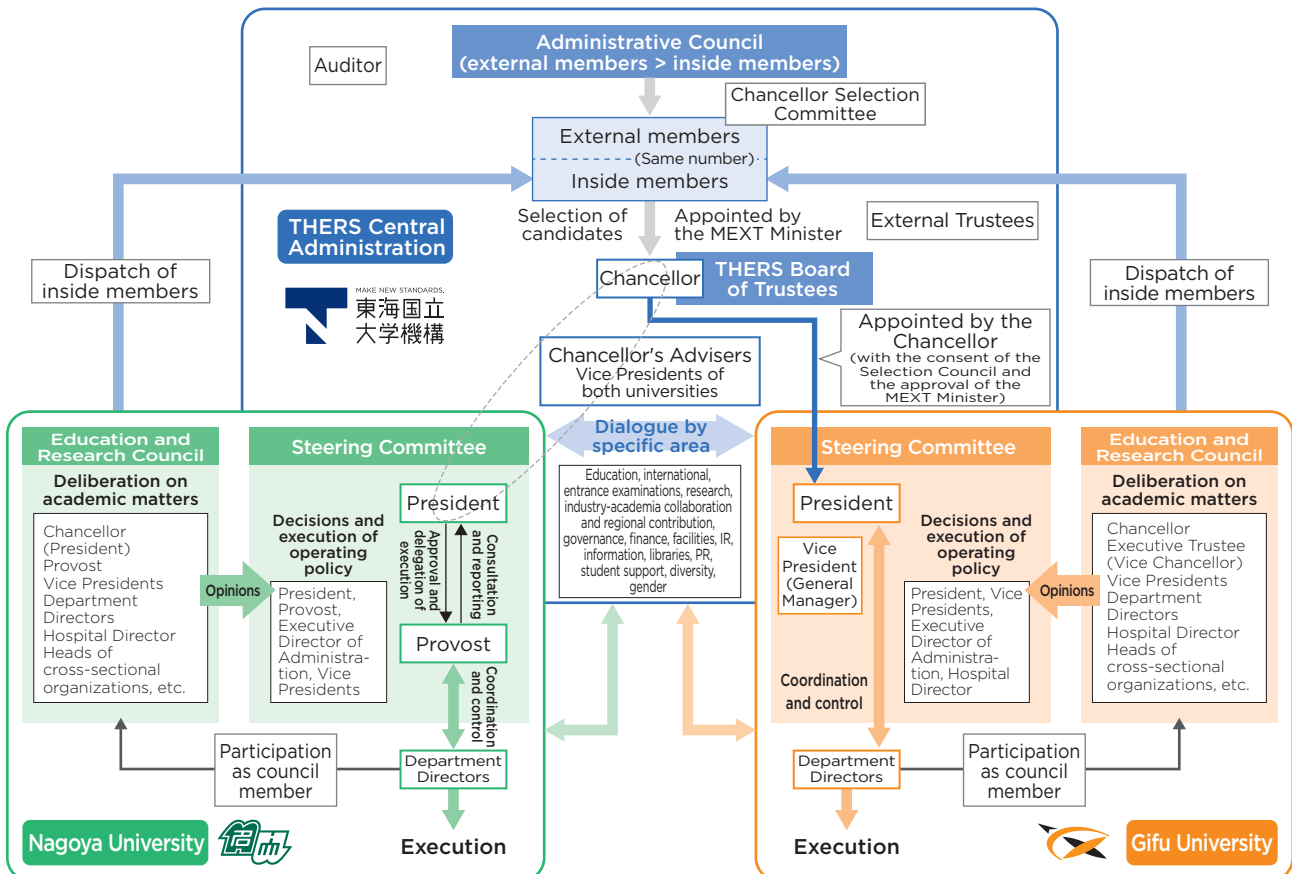 Administrative Council
(external members > inside members)
Auditor
Chancellor Selection
Committee
External members
(Same number)
Inside members
Selection of
candidates
Appointed by
the MEXT Minister
External Trustees
THERS Central
Administration
MAKE NEW STANDARDS.
東海国立
大学機構
Dispatch of
inside members
Chancellor
THERS Board
of Trustees
Dispatch of
inside members
Appointed by the
Chancellor
(with the consent of the
Selection Council and
the approval of the
MEXT Minister)
Chancellor's Advisers
Vice Presidents of
both universities
Dialogue by
specific area
Education, international,
entrance examinations, research,
industry-academia collaboration
and regional contribution,
governance, finance, facilities, IR,
information, libraries, PR,
student support, diversity,
gender
Education and
Research Council
Deliberation on
academic matters
Chancellor
(President)
Provost
Vice Presidents
Department
Directors
Hospital Director
Heads of
cross-sectional
organizations, etc.
Opinions
Steering Committee
Decisions and
execution of
operating
policy
President,
Provost,
Executive
Director of
Administra-
tion, Vice
Presidents
President
Approval and
delegation of
execution
Consultation
and reporting
Provost
Coordination
and control
Department
Directors
Participation
as council
member
Execution
Nagoya University
名大
Steering Committee
President
Vice
President
(General
Manager)
Decisions and
execution of
operating
policy
President, Vice
Presidents,
Executive
Director of
Administra-
tion, Hospital
Director
Coordination
and control
Opinions
Education and
Research Council
Deliberation on
academic matters
Chancellor
Executive Trustee
(Vice Chancellor)
Vice Presidents
Department
Directors
Hospital Director
Heads of
cross-sectional
organizations, etc.
Department
Directors
Participation
as council
member
Execution
Gifu University